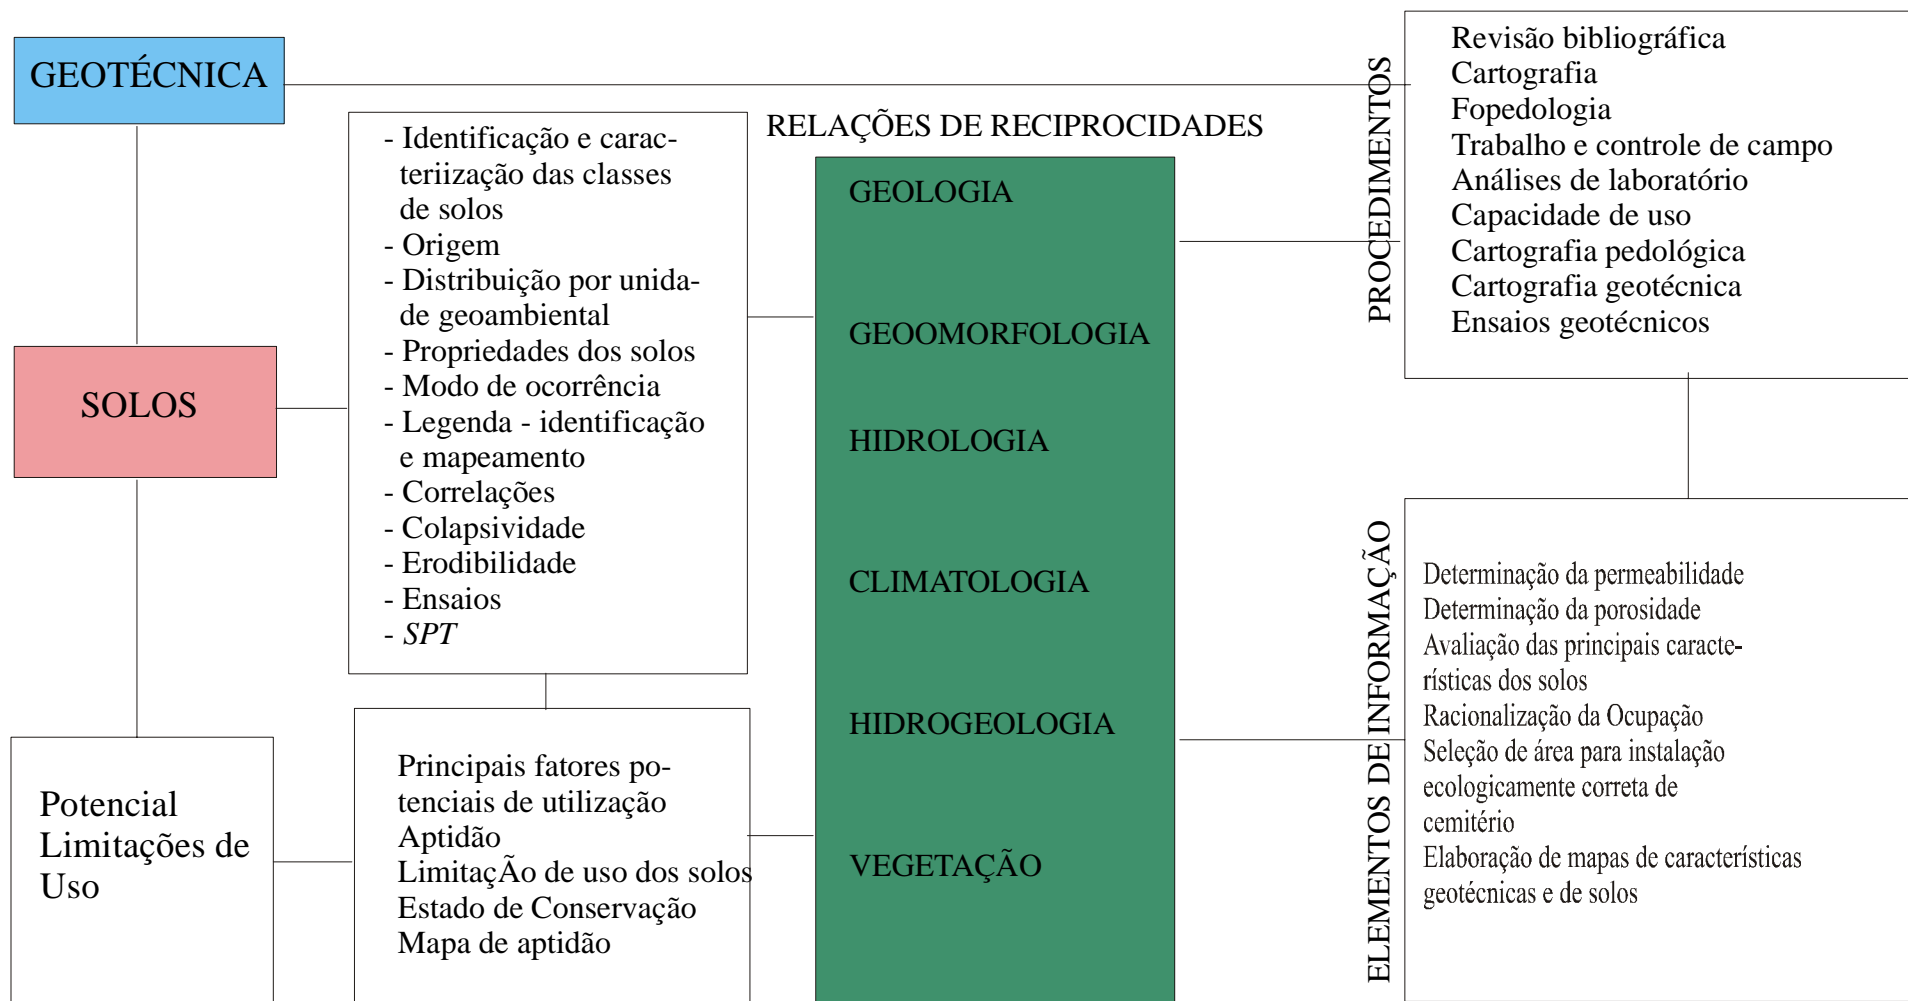 GEOTÉCNICA
SOLOS
Potencial
Limitações de
Uso
- Identificação e carac-
teriização das classes
de solos
- Origem
- Distribuição por unida-
de geoambiental
- Propriedades dos solos
- Modo de ocorrência
- Legenda - identificação
e mapeamento
- Correlações
- Colapsividade
- Erodibilidade
- Ensaios
- SPT
Principais fatores po-
tenciais de utilização
Aptidão
LimitaçÃo de uso dos solos
Estado de Conservação
Mapa de aptidão
RELAÇÕES DE RECIPROCIDADES
GEOLOGIA
GEOOMORFOLOGIA
HIDROLOGIA
CLIMATOLOGIA
HIDROGEOLOGIA
VEGETAÇÃO
PROCEDIMENTOS
Revisão bibliográfica
Cartografia
Fopedologia
Trabalho e controle de campo
Análises de laboratório
Capacidade de uso
Cartografia pedológica
Cartografia geotécnica
Ensaios geotécnicos
ELEMENTOS DE INFORMAÇÃO
Determinação da permeabilidade
Determinação da porosidade
Avaliação das principais caracte-
rísticas dos solos
Racionalização da Ocupação
Seleção de área para instalação
ecologicamente correta de
cemitério
Elaboração de mapas de características
geotécnicas e de solos